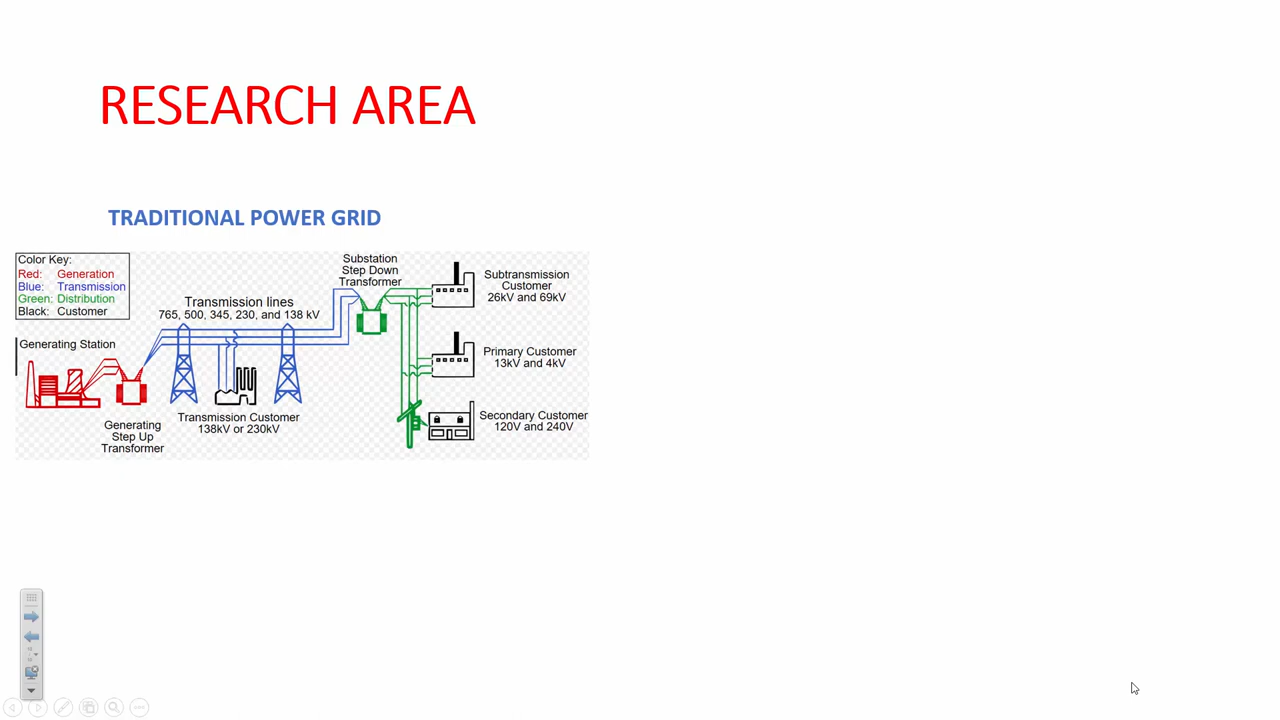 RESEARCH AREA
TRADITIONAL POWER GRID
Color Key:
Red: Generation
Blue: Transmission
Green: Distribution
Black: Customer
Generating Station
Generating
Step Up
Transformer
Transmission lines
765, 500, 345, 230, and 138 kV
Transmission Customer
138kV or 230kV
Substation
Step Down
Transformer
Subtransmission
Customer
26kV and 69kV
Primary Customer
13kV and 4kV
Secondary Customer
120V and 240V